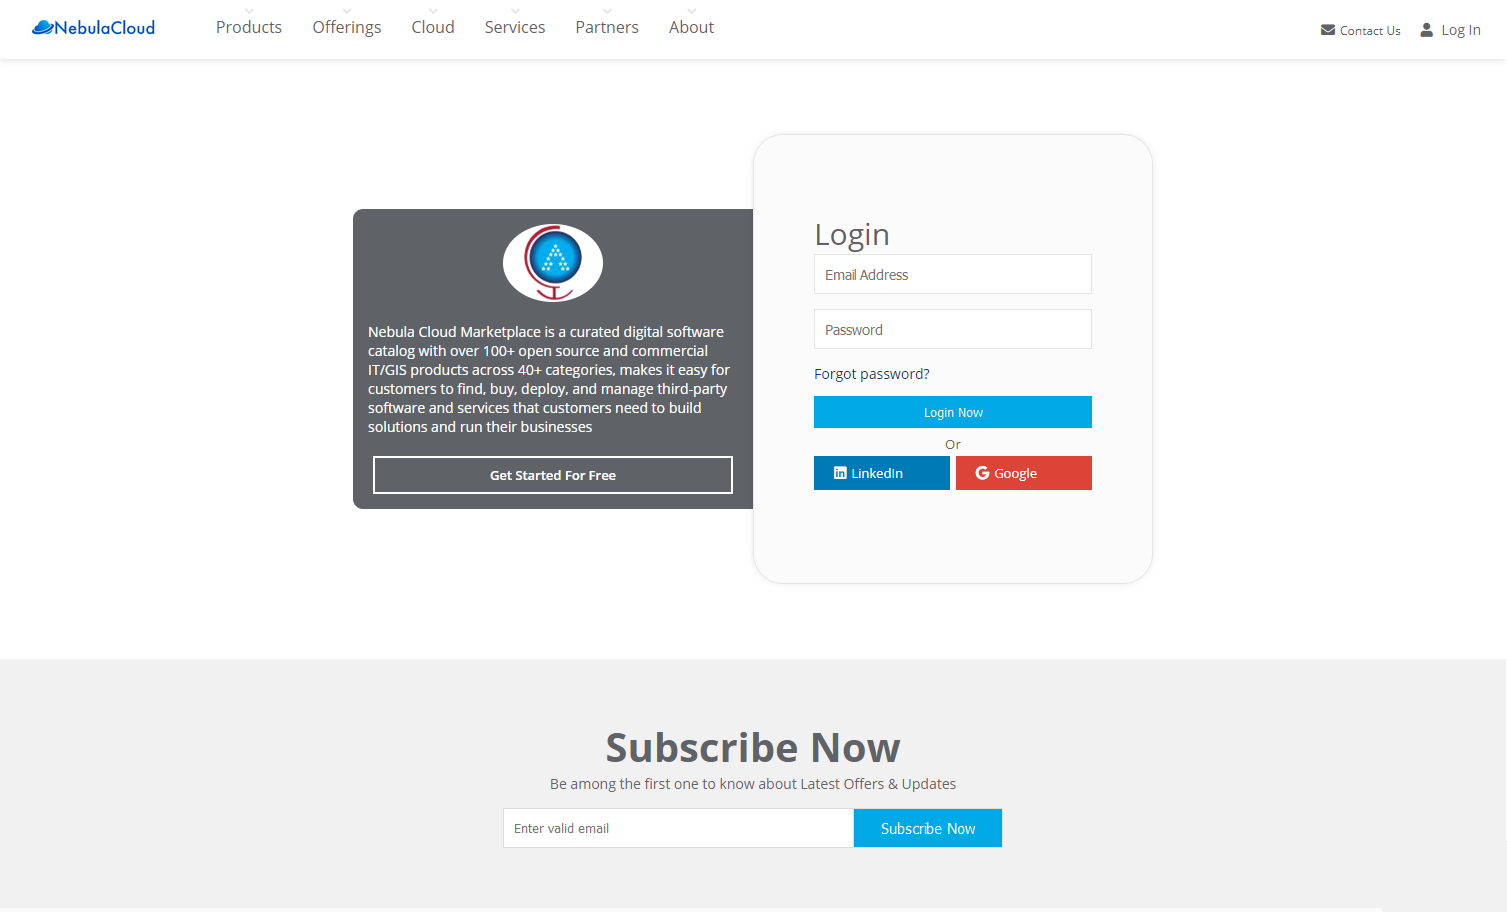 NebulaCloud
Products
Offerings
Cloud
Services
Partners
About
Contact Us
Log In
Nebula Cloud Marketplace is a curated digital software
catalog with over 100+ open source and commercial
IT/GIS products across 40+ categories, makes it easy for
customers to find, buy, deploy, and manage third-party
software and services that customers need to build
solutions and run their businesses
Get Started For Free
Login
Email Address
Password
Forgot password?
Login Now
Or
LinkedIn
Google
Subscribe Now
Be among the first one to know about Latest Offers & Updates
Enter valid email
Subscribe Now